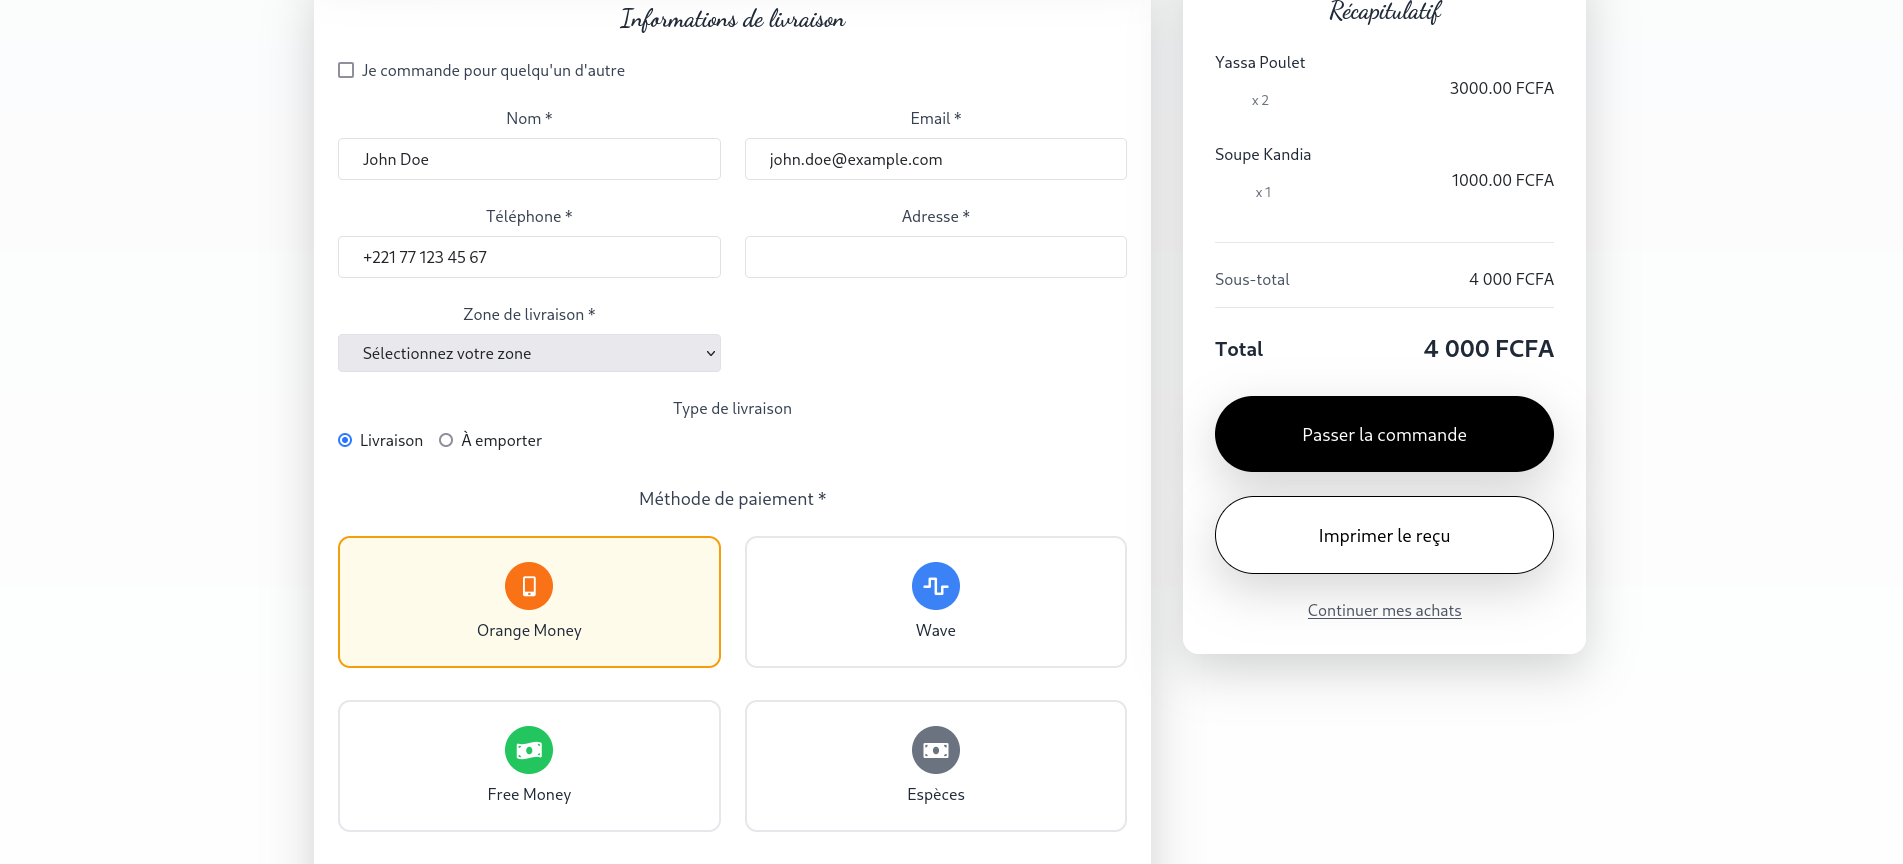 Informations de livraison
Je commande pour quelqu'un d'autre
Nom *
Email *
John Doe
john.doe@example.com
Téléphone *
Adresse *
+221 77 123 45 67
Zone de livraison *
Sélectionnez votre zone
Type de livraison
Livraison
À emporter
Méthode de paiement *
Orange Money
Wave
Free Money
Espèces
Récapitulatif
Yassa Poulet
x 2
3000.00 FCFA
Soupe Kandia
x 1
1000.00 FCFA
Sous-total
4 000 FCFA
Total
4 000 FCFA
Passer la commande
Imprimer le reçu
Continuer mes achats